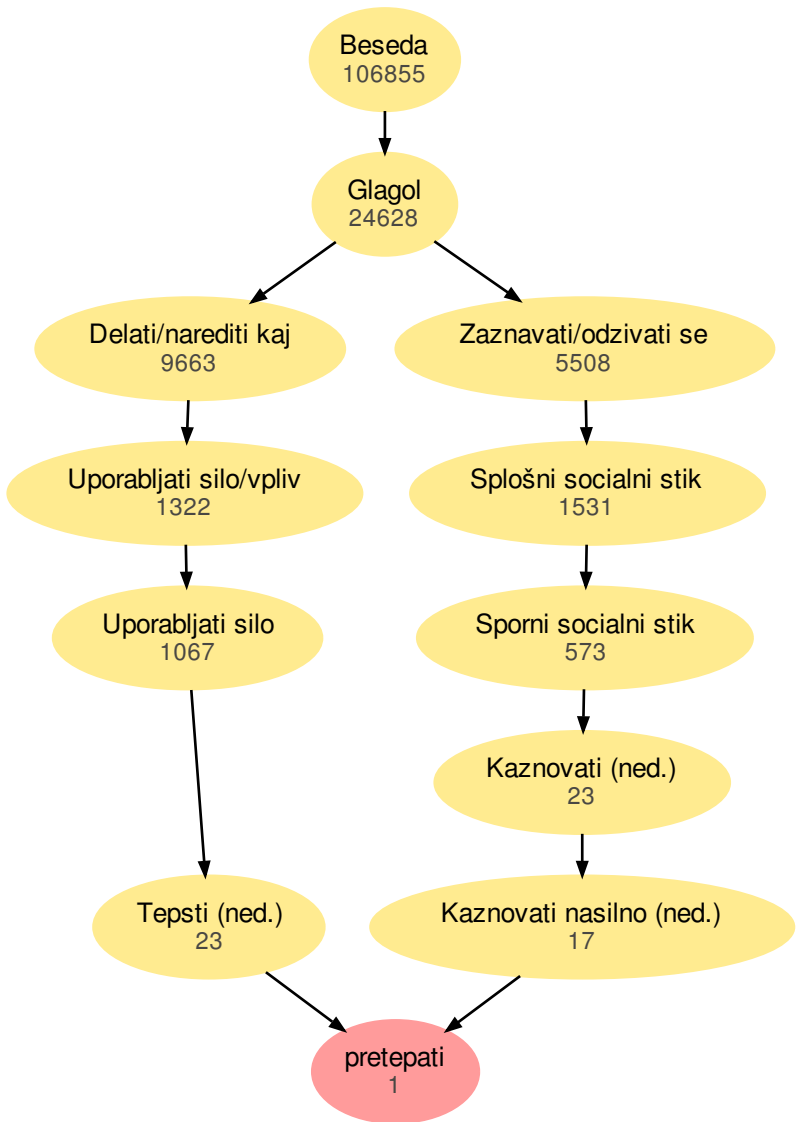 Beseda
106855
Glagol
24628
Delati/narediti kaj
9663
Zaznavati/odzivati se
5508
Uporabljati silo/vpliv
1322
Splošni socialni stik
1531
Uporabljati silo
1067
Sporni socialni stik
573
Kaznovati (ned.)
23
Tepsti (ned.)
23
Kaznovati nasilno (ned.)
17
pretepati
1